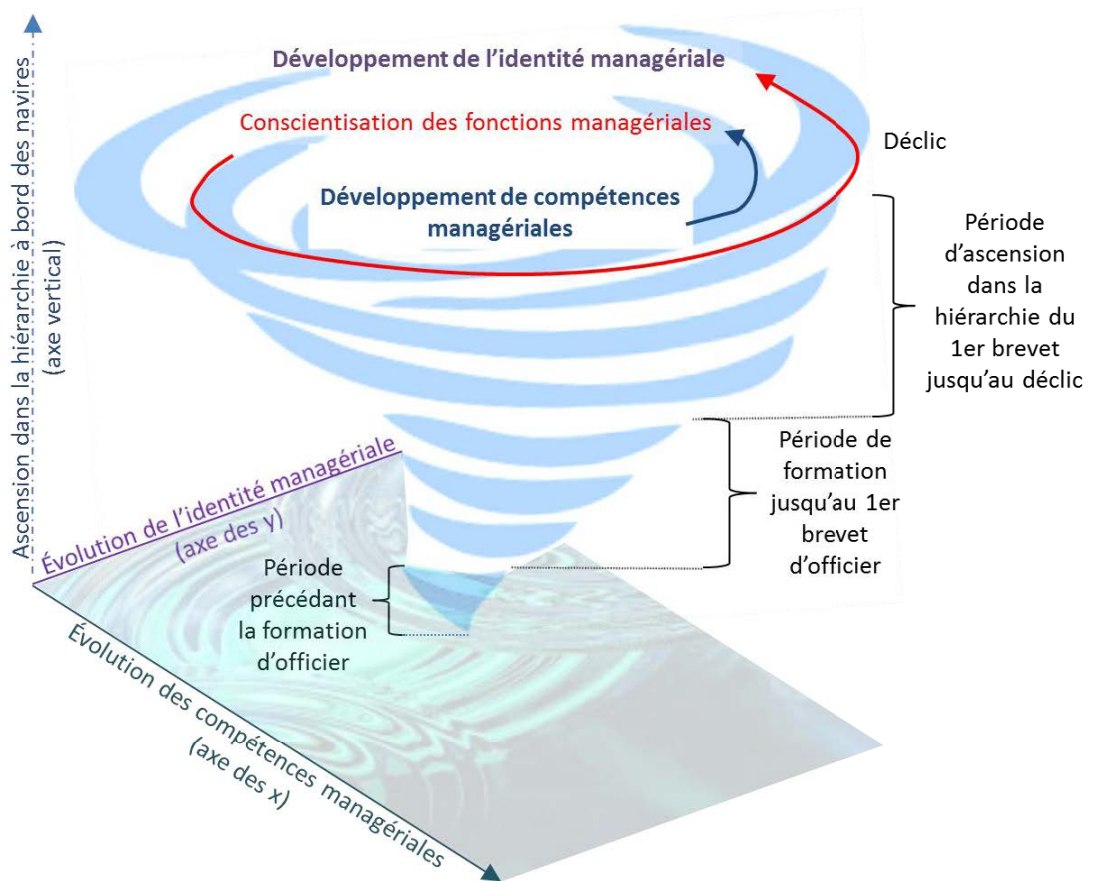 Développement de l’identité managériale
Conscientisation des fonctions managériales
Développement de compétences
managériales
Déclic
Période
d’ascension
dans la
hiérarchie du
1er brevet
jusqu’au déclic
Période de
formation
jusqu’au 1er
brevet
d’officier
Période
précédant
la formation
d’officier
Ascension dans la hiérarchie à bord des navires
(axe vertical)
Évolution de l’identité managériale
(axe des y)
Évolution des compétences managériales
(axe des x)